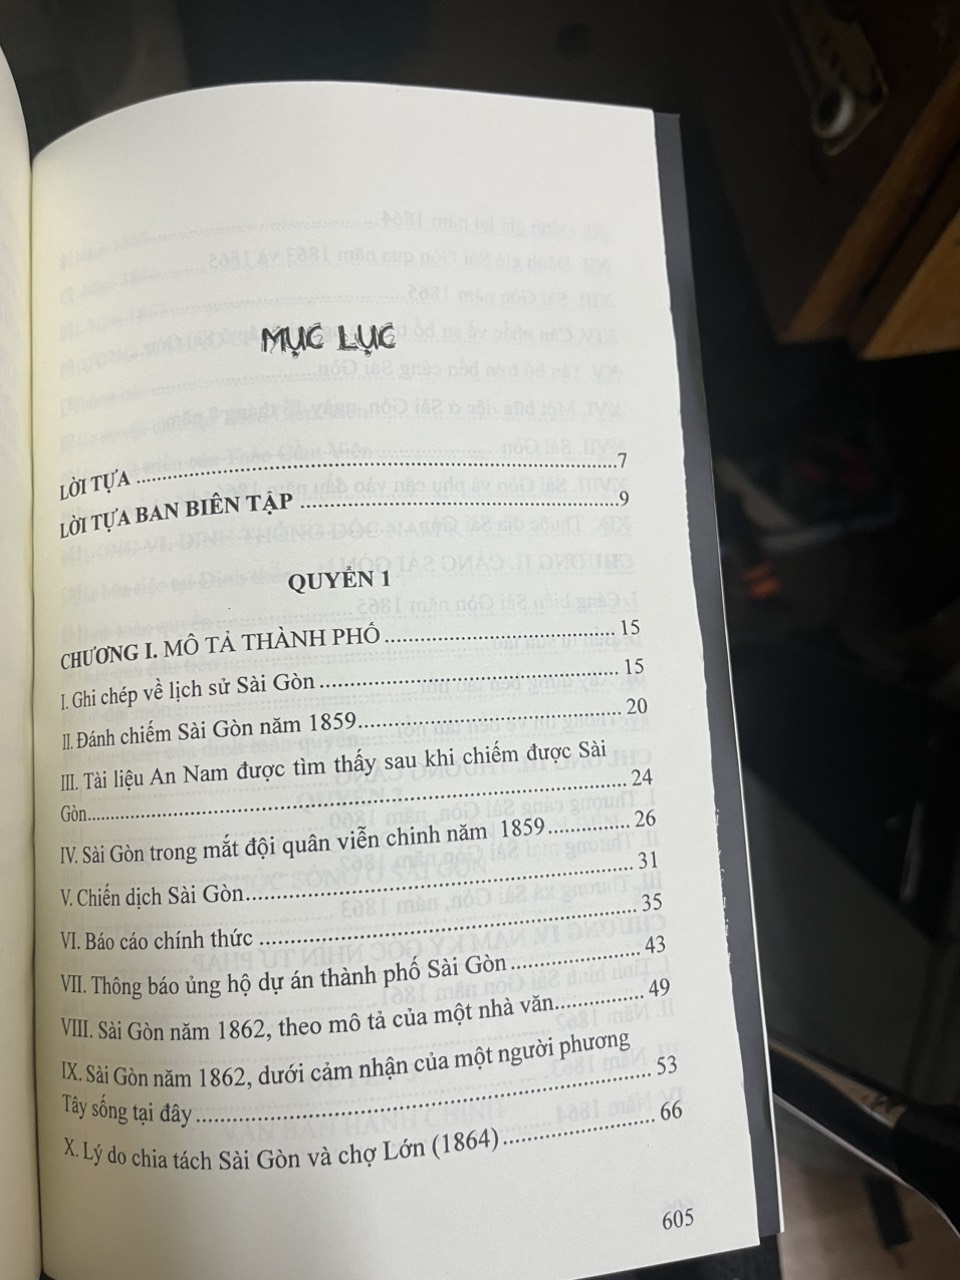 MỤC LỤC
LỜI TỰA ........................................7
LỜI TỰA BAN BIÊN TẬP ........................................9
QUYỂN 1
CHƯƠNG I. MÔ TẢ THÀNH PHỐ ........................................ 15
I. Ghi chép về lịch sử Sài Gòn ........................................ 15
II. Đánh chiếm Sài Gòn năm 1859........................................ 20
III. Tài liệu An Nam được tìm thấy sau khi chiếm được Sài
Gòn........................................ 24
IV. Sài Gòn trong mắt đội quân viễn chinh năm 1859.............. 26
V. Chiến dịch Sài Gòn........................................ 31
VI. Báo cáo chính thức ........................................ 35
VII. Thông báo ủng hộ dự án thành phố Sài Gòn .................... 43
VIII. Sài Gòn năm 1862, theo mô tả của một nhà văn............... 49
IX. Sài Gòn năm 1862, dưới cảm nhận của một người phương
Tây sống tại đây ........................................ 53
X. Lý do chia tách Sài Gòn và chợ Lớn (1864) ....................... 66
605